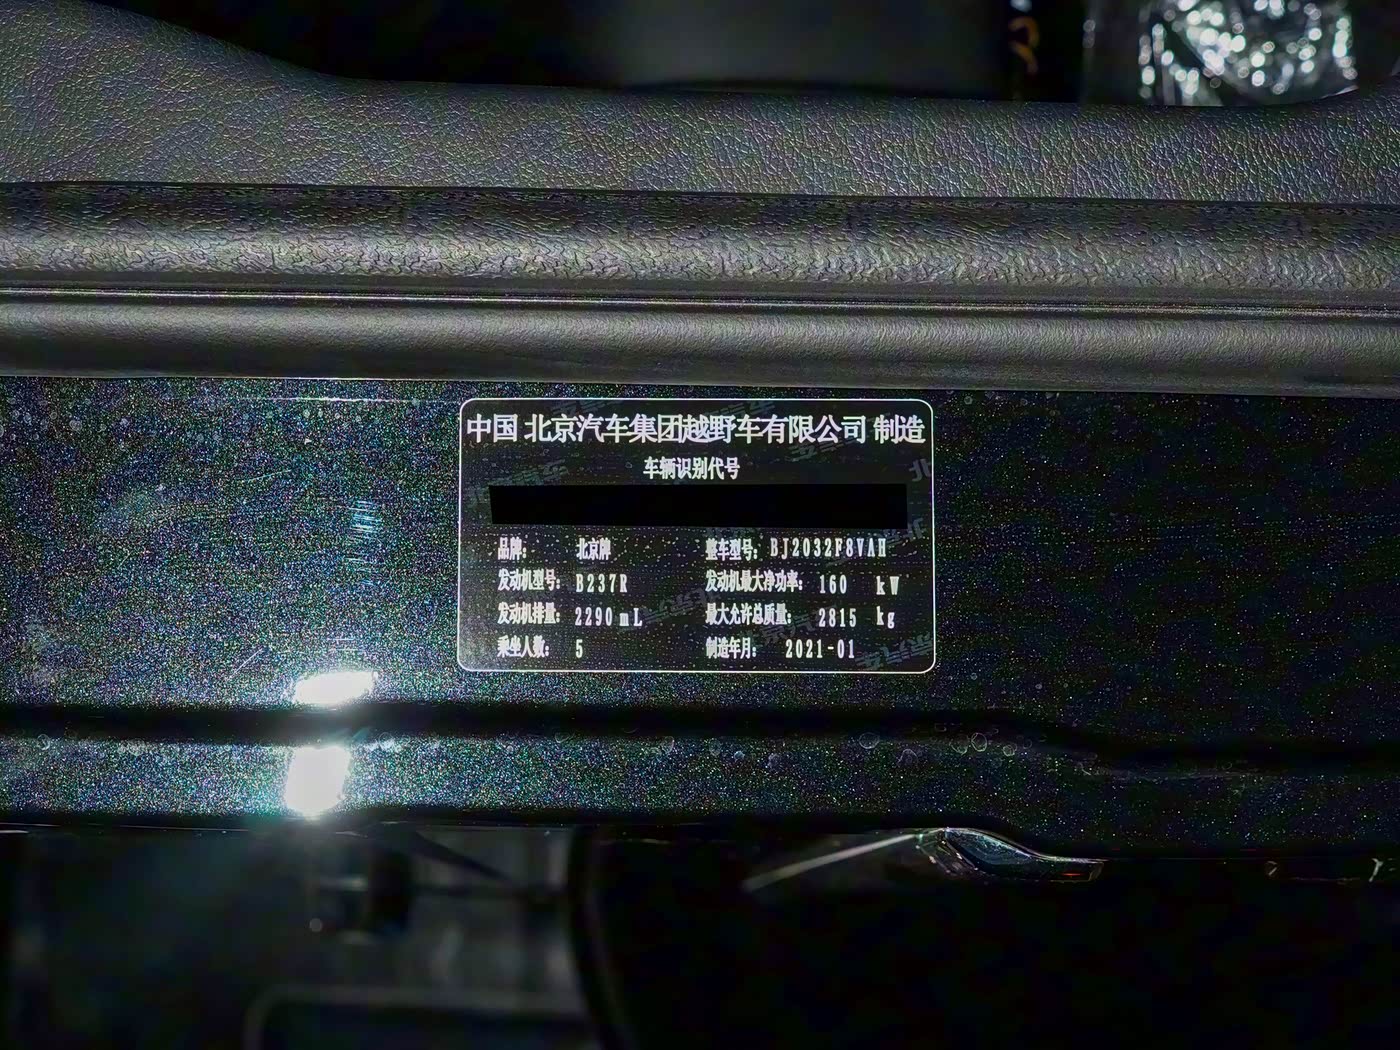 中国 北京汽车集团越野车有限公司 制造
车辆识别代号
品牌: 北京牌 整车型号: BJ2032F8VAH
发动机型号: B237R 发动机最大净功率: 160 kW
发动机排量: 2290 mL 最大允许总质量: 2815 kg
乘坐人数: 5 制造年月: 2021-01